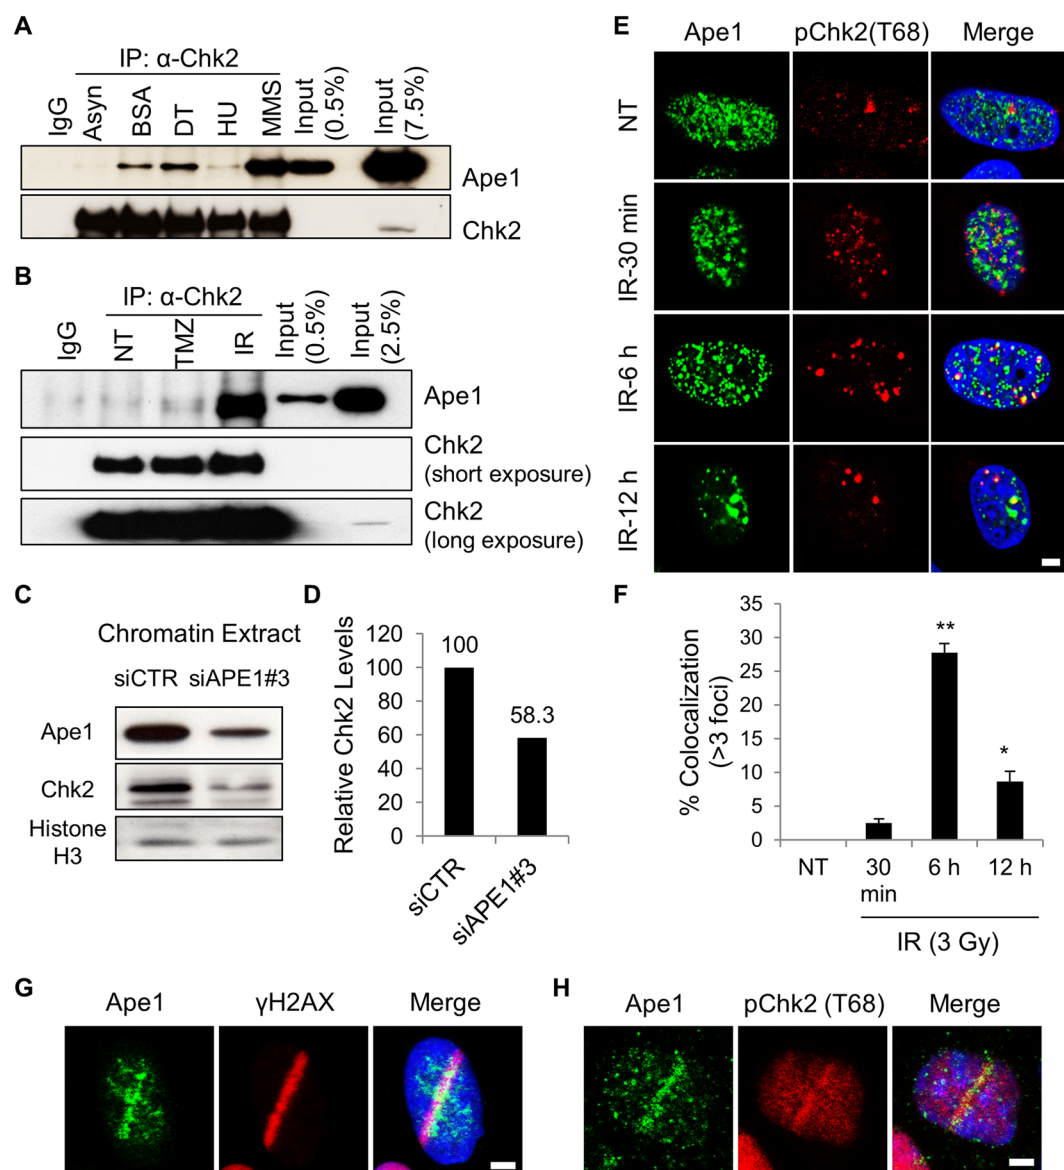 A
IP: α-Chk2
IgG
Asyn
BSA
DT
HU
MMS
Input
(0.5%)
Input
(7.5%)
Ape1
Chk2
B
IP: α-Chk2
IgG
NT
TMZ
IR
Input
(0.5%)
Input
(2.5%)
Ape1
Chk2
(short exposure)
Chk2
(long exposure)
C
Chromatin Extract
siCTR siAPE1#3
Ape1
Chk2
Histone
H3
D
Relative Chk2 Levels
120
100
80
60
40
20
0
100
58.3
siCTR
siAPE1#3
E
Ape1 pChk2(T68) Merge
NT
IR-30 min
IR-6 h
IR-12 h
F
% Colocalization
(>3 foci)
35
30
25
20
15
10
5
0
**
*
NT 30 6 h 12 h
min
IR (3 Gy)
G
Ape1 γH2AX Merge
H
Ape1 pChk2 (T68) Merge